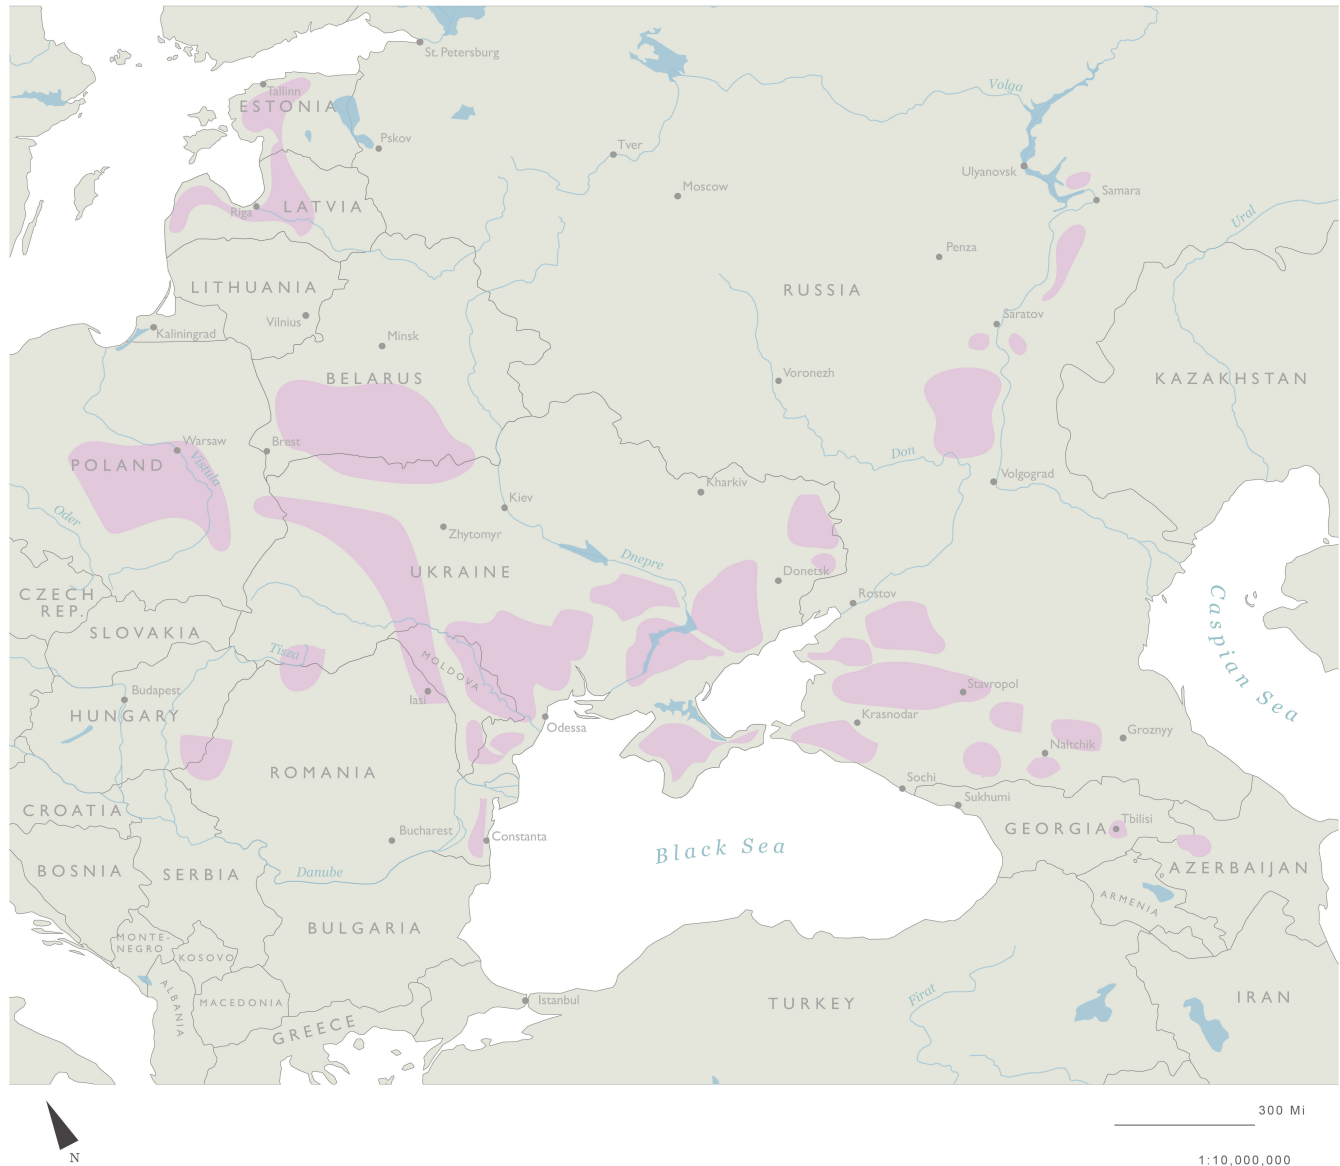 St. Petersburg
Tallinn
ESTONIA
Volga
Pskov
Tver
Ulyanovsk
Moscow
Samara
Riga
LATVIA
Ural
Penza
LITHUANIA
RUSSIA
Saratov
Vilnius
Kaliningrad
Minsk
Voronezh
BELARUS
KAZAKHSTAN
Warsaw
Brest
POLAND
Vistula
Don
Volgograd
Kharkiv
Kiev
Oder
Zhytomyr
Dnepre
UKRAINE
Donetsk
CZECH
REP.
Rostov
Caspian Sea
SLOVAKIA
Tisza
MOLDOVA
Budapest
Iasi
Stavropol
HUNGARY
Krasnodar
Odessa
Groznyy
Naltchik
ROMANIA
Sochi
Sukhumi
CROATIA
Tbilisi
Bucharest
Constanta
GEORGIA
Black Sea
BOSNIA
SERBIA
Danube
AZERBAIJAN
ARMENIA
BULGARIA
MONTE-
NEGRO
KOSOVO
ALBANIA
MACEDONIA
Istanbul
TURKEY
Firat
IRAN
GREECE
300 Mi
N
1:10,000,000